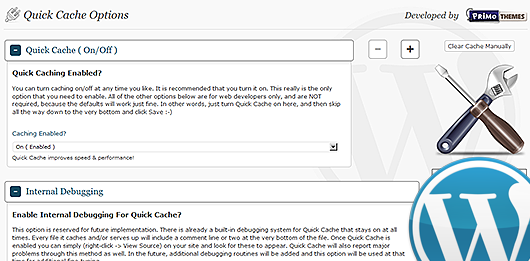 Quick Cache Options
Developed by PRIMOTHEMES
Quick Cache ( On/Off )
Clear Cache Manually
Quick Caching Enabled?
You can turn caching on/off at any time you like. It is recommended that you turn it on. This really is the only
option that you need to enable. All of the other options below are for web developers only, and are NOT
required, because the defaults will work just fine. In other words, just turn Quick Cache on here, and then skip
all the way down to the very bottom and click Save :-)
Caching Enabled?
On ( Enabled )
Quick Cache improves speed & performance!
Internal Debugging
Enable Internal Debugging For Quick Cache?
This option is reserved for future implementation. There is already a built-in debugging system for Quick Cache that stays on at all
times. Every file it caches and/or serves up will include a comment line or two at the very bottom of the file. Once Quick Cache is
enabled you can simply (right-click -> View Source) on your site and look for these to appear. Quick Cache will also report major
problems through this method as well. In the future, additional debugging routines will be added and this option will be used at that